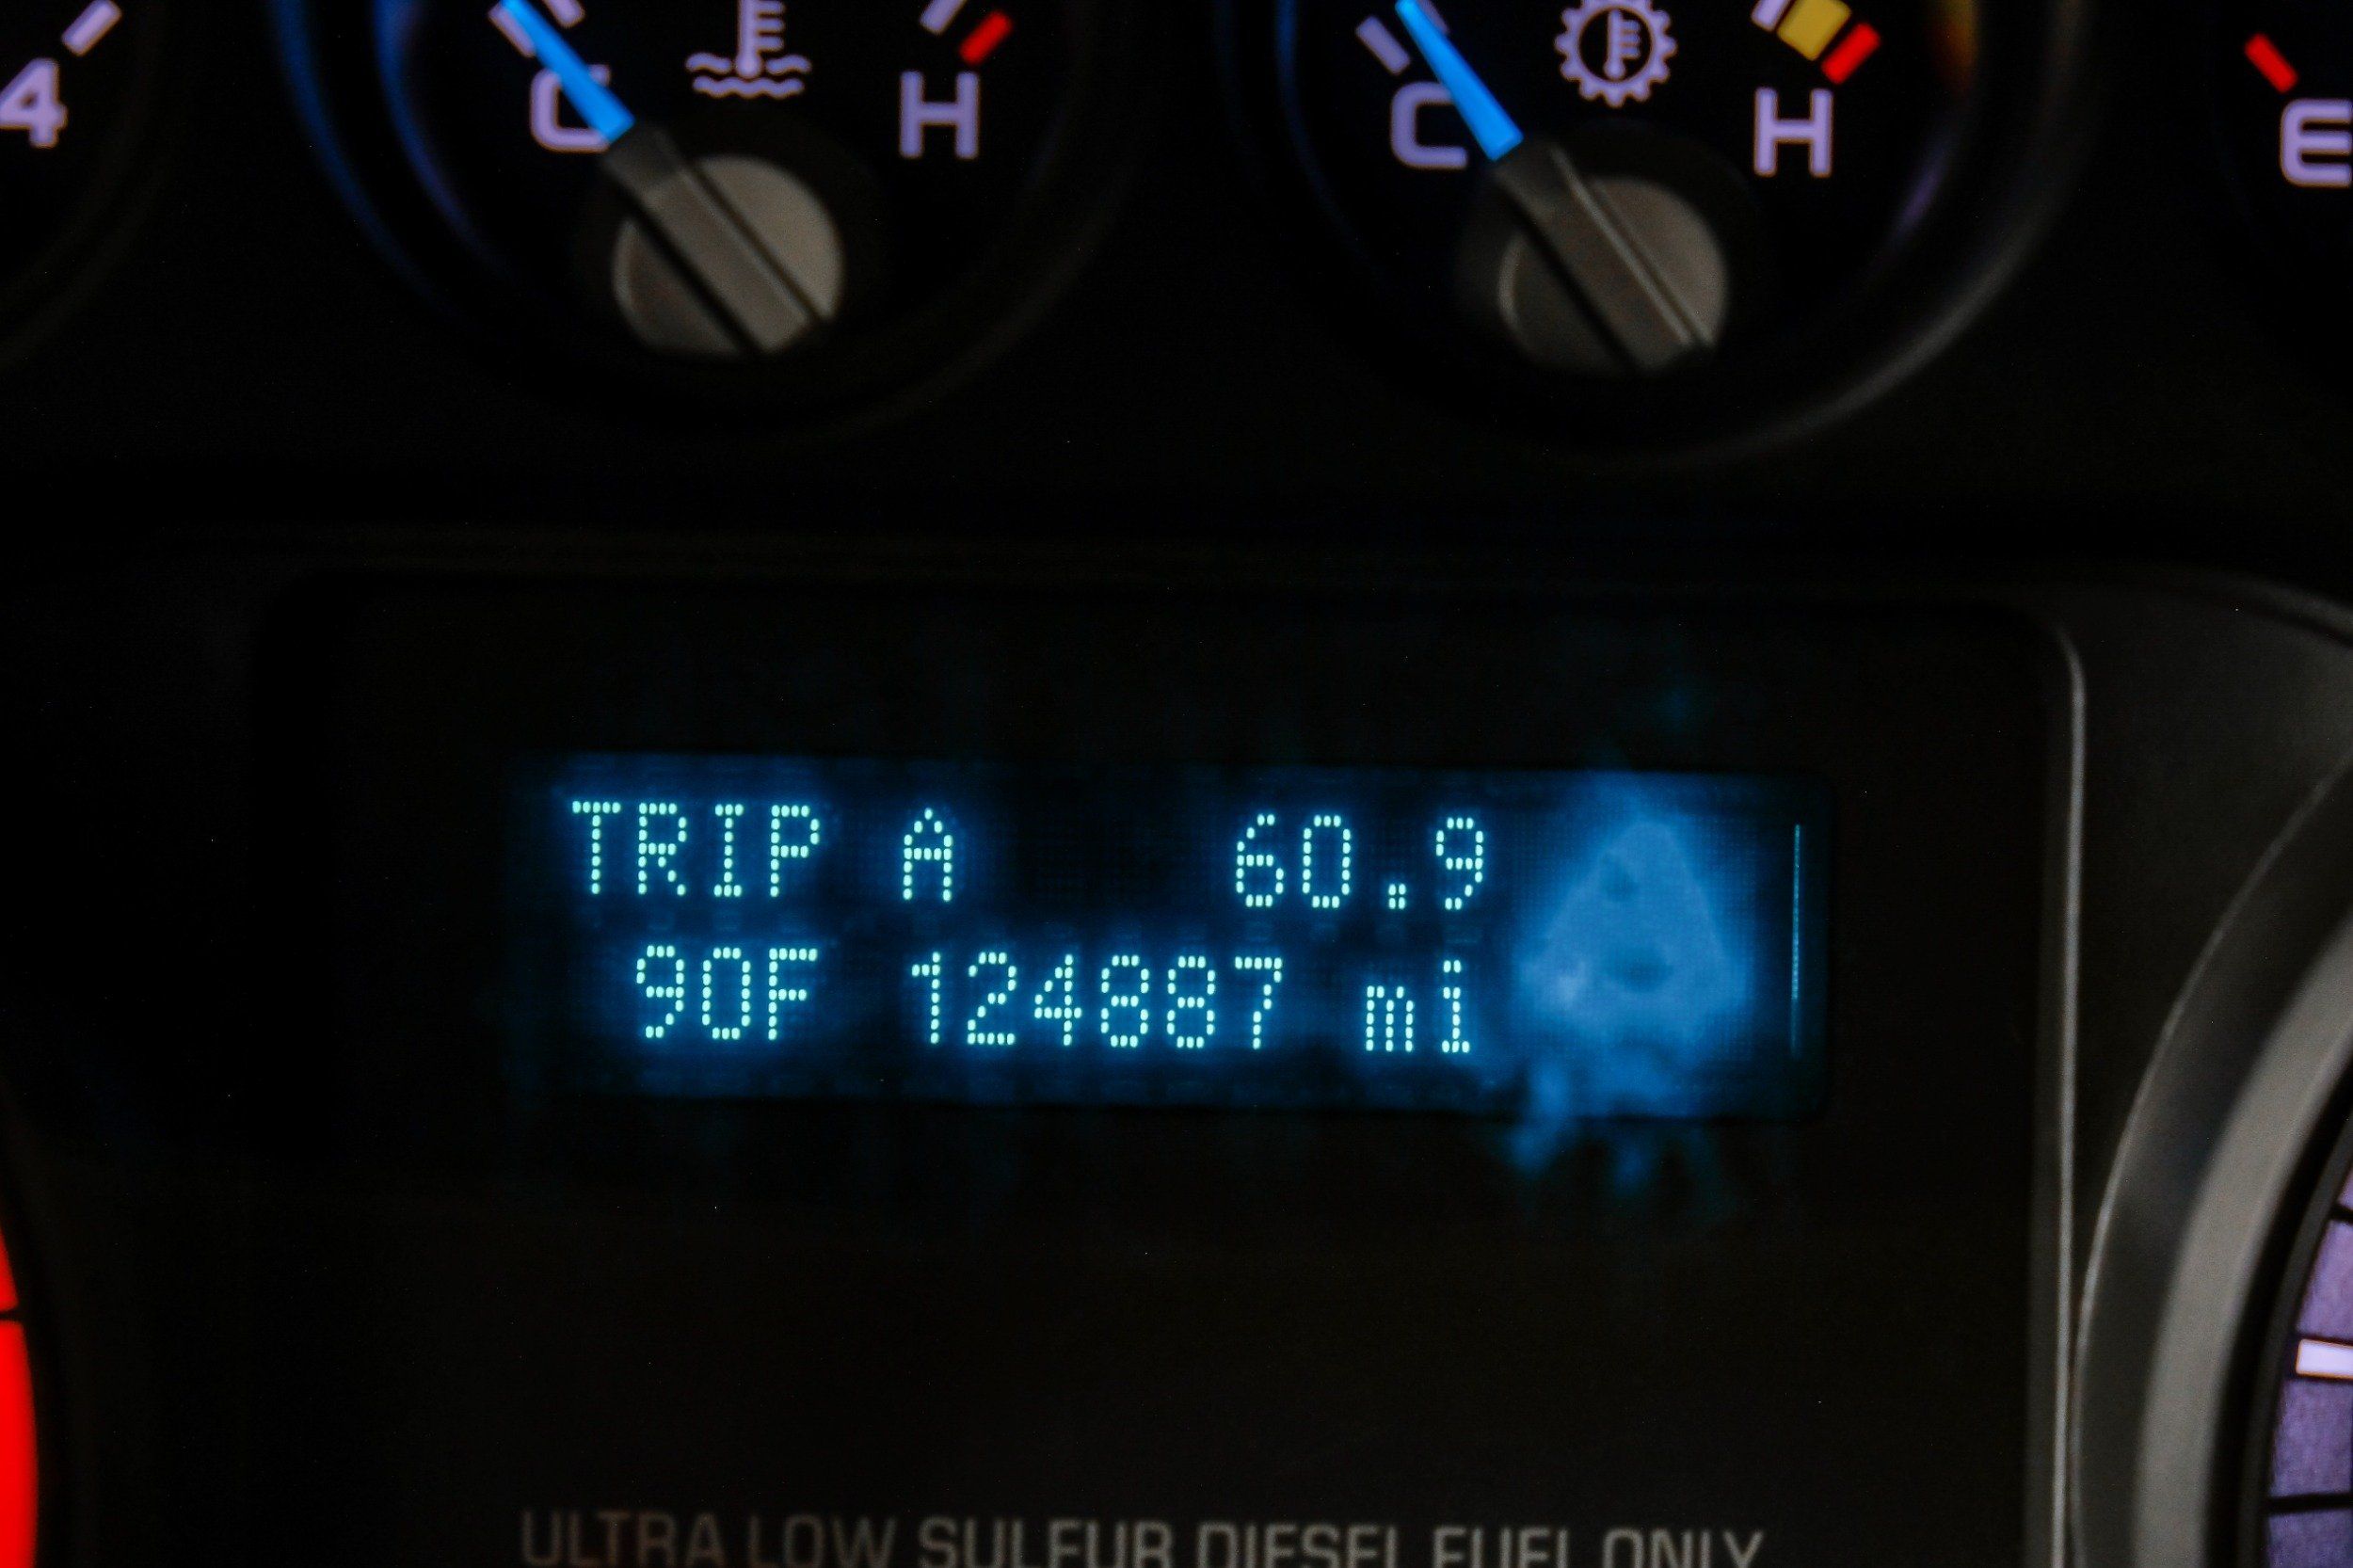 4
C H
C H
E
TRIP A 60.9
90F 124887 mi
ULTRA LOW SULFUR DIESEL FUEL ONLY